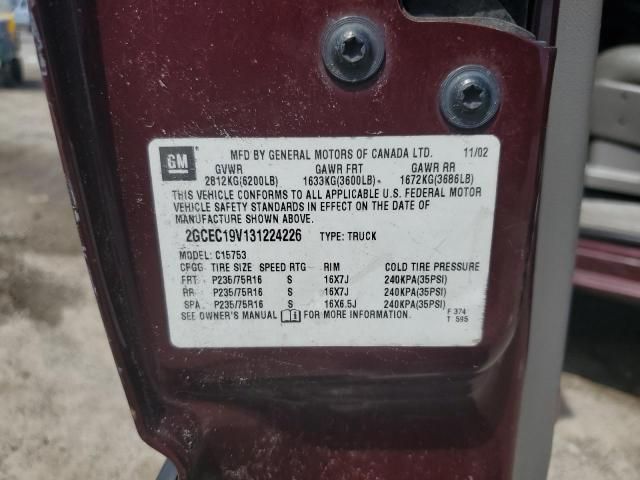 GM
MFD BY GENERAL MOTORS OF CANADA LTD. 11/02
GVWR GAWR FRT GAWR RR
2812KG(6200LB) 1633KG(3600LB) 1672KG(3686LB)
THIS VEHICLE CONFORMS TO ALL APPLICABLE U.S. FEDERAL MOTOR
VEHICLE SAFETY STANDARDS IN EFFECT ON THE DATE OF
MANUFACTURE SHOWN ABOVE.
2GCEC19V131224226 TYPE: TRUCK
MODEL: C15753
CPGG TIRE SIZE SPEED RTG RIM COLD TIRE PRESSURE
FRT P235/75R16 S 16X7J 240KPA(35PSI)
RR P235/75R16 S 16X7J 240KPA(35PSI)
SPA P235/75R16 S 16X6.5J 240KPA(35PSI)
SEE OWNER'S MANUAL i FOR MORE INFORMATION.
F 374
T 595